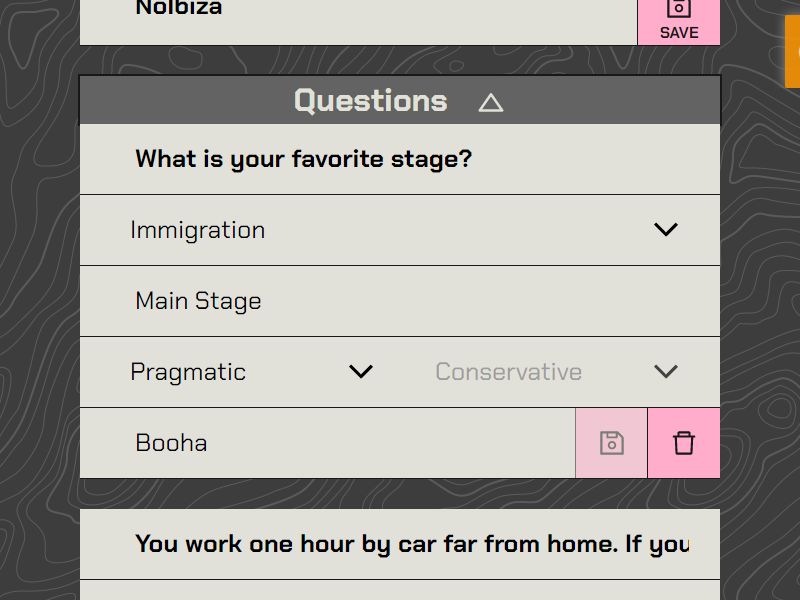 Nolbiza
SAVE
Questions
What is your favorite stage?
Immigration
Main Stage
Pragmatic
Conservative
Booha
You work one hour by car far from home. If you